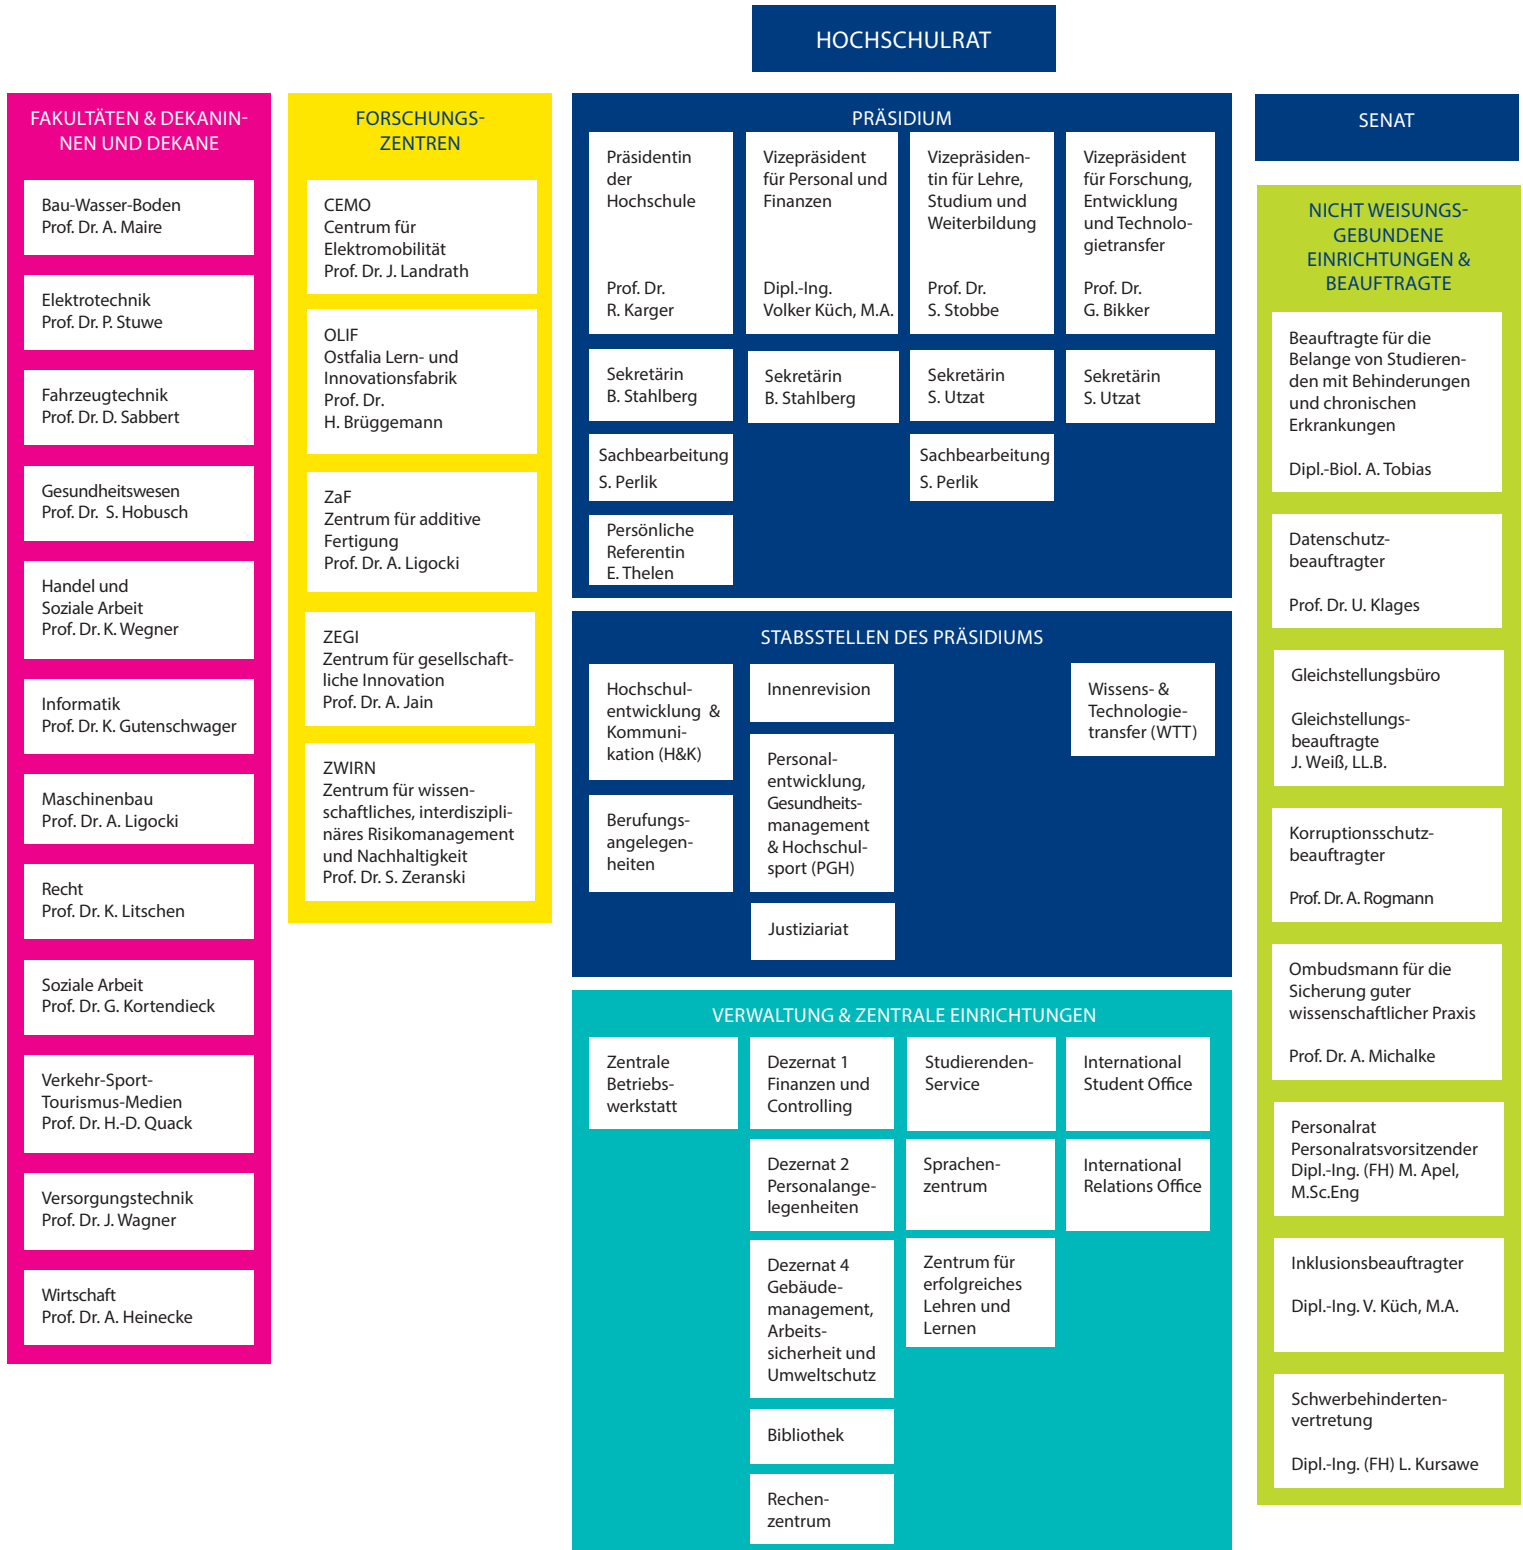 HOCHSCHULRAT
FAKULTÄTEN & DEKANIN-
NEN UND DEKANE
Bau-Wasser-Boden
Prof. Dr. A. Maire
Elektrotechnik
Prof. Dr. P. Stuwe
Fahrzeugtechnik
Prof. Dr. D. Sabbert
Gesundheitswesen
Prof. Dr. S. Hobusch
Handel und
Soziale Arbeit
Prof. Dr. K. Wegner
Informatik
Prof. Dr. K. Gutenschwager
Maschinenbau
Prof. Dr. A. Ligocki
Recht
Prof. Dr. K. Litschen
Soziale Arbeit
Prof. Dr. G. Kortendieck
Verkehr-Sport-
Tourismus-Medien
Prof. Dr. H.-D. Quack
Versorgungstechnik
Prof. Dr. J. Wagner
Wirtschaft
Prof. Dr. A. Heinecke
FORSCHUNGS-
ZENTREN
CEMO
Centrum für
Elektromobilität
Prof. Dr. J. Landrath
OLIF
Ostfalia Lern- und
Innovationsfabrik
Prof. Dr.
H. Brüggemann
ZaF
Zentrum für additive
Fertigung
Prof. Dr. A. Ligocki
ZEGI
Zentrum für gesellschaft-
liche Innovation
Prof. Dr. A. Jain
ZWIRN
Zentrum für wissen-
schaftliches, interdiszipli-
näres Risikomanagement
und Nachhaltigkeit
Prof. Dr. S. Zeranski
PRÄSIDIUM
Präsidentin
der
Hochschule
Prof. Dr.
R. Karger
Sekretärin
B. Stahlberg
Sachbearbeitung
S. Perlik
Persönliche
Referentin
E. Thelen
Vizepräsident
für Personal und
Finanzen
Dipl.-Ing.
Volker Küch, M.A.
Sekretärin
B. Stahlberg
Vizepräsiden-
tin für Lehre,
Studium und
Weiterbildung
Prof. Dr.
S. Stobbe
Sekretärin
S. Utzat
Sachbearbeitung
S. Perlik
Vizepräsident
für Forschung,
Entwicklung
und Technolo-
gietransfer
Prof. Dr.
G. Bikker
Sekretärin
S. Utzat
STABSSTELLEN DES PRÄSIDIUMS
Hochschul-
entwicklung &
Kommuni-
kation (H&K)
Berufungs-
angelegen-
heiten
Innenrevision
Personal-
entwicklung,
Gesundheits-
management
& Hochschul-
sport (PGH)
Justiziariat
Wissens- &
Technologie-
transfer (WTT)
VERWALTUNG & ZENTRALE EINRICHTUNGEN
Zentrale
Betriebs-
werkstatt
Dezernat 1
Finanzen und
Controlling
Dezernat 2
Personalange-
legenheiten
Dezernat 4
Gebäude-
management,
Arbeits-
sicherheit und
Umweltschutz
Bibliothek
Rechen-
zentrum
Studierenden-
Service
Sprachen-
zentrum
Zentrum für
erfolgreiches
Lehren und
Lernen
International
Student Office
International
Relations Office
SENAT
NICHT WEISUNGS-
GEBUNDENE
EINRICHTUNGEN &
BEAUFTRAGTE
Beauftragte für die
Belange von Studieren-
den mit Behinderungen
und chronischen
Erkrankungen
Dipl.-Biol. A. Tobias
Datenschutz-
beauftragter
Prof. Dr. U. Klages
Gleichstellungsbüro
Gleichstellungs-
beauftragte
J. Weiß, LL.B.
Korruptionsschutz-
beauftragter
Prof. Dr. A. Rogmann
Ombudsmann für die
Sicherung guter
wissenschaftlicher Praxis
Prof. Dr. A. Michalke
Personalrat
Personalratsvorsitzender
Dipl.-Ing. (FH) M. Apel,
M.Sc.Eng
Inklusionsbeauftragter
Dipl.-Ing. V. Küch, M.A.
Schwerbehinderten-
vertretung
Dipl.-Ing. (FH) L. Kursawe